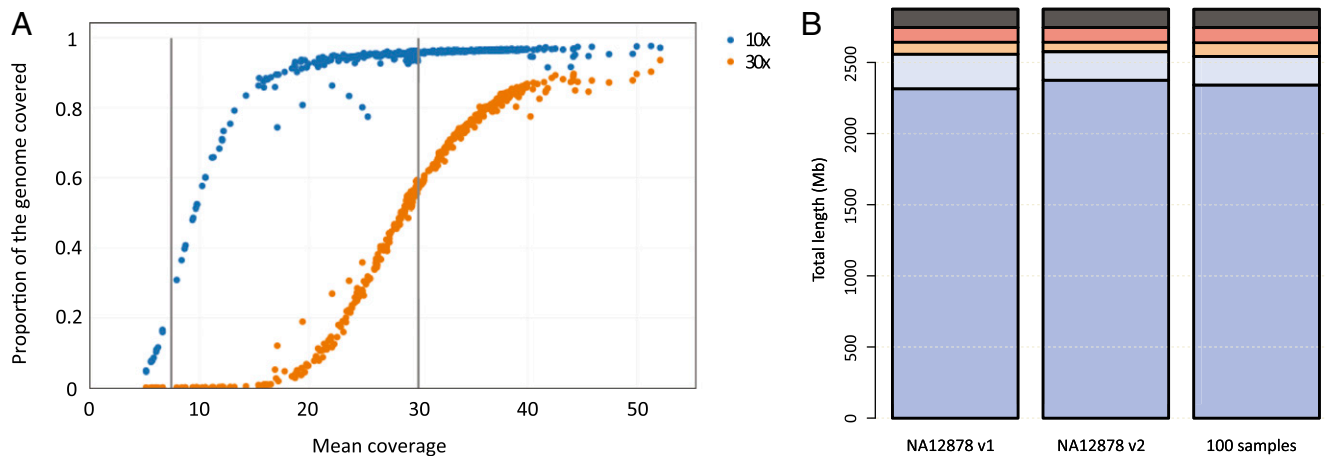 A
Proportion of the genome covered
1
0.8
0.6
0.4
0.2
0
0 10 20 30 40 50
Mean coverage
10x
30x
B
Total length (Mb)
2500
2000
1500
1000
500
0
NA12878 v1 NA12878 v2 100 samples